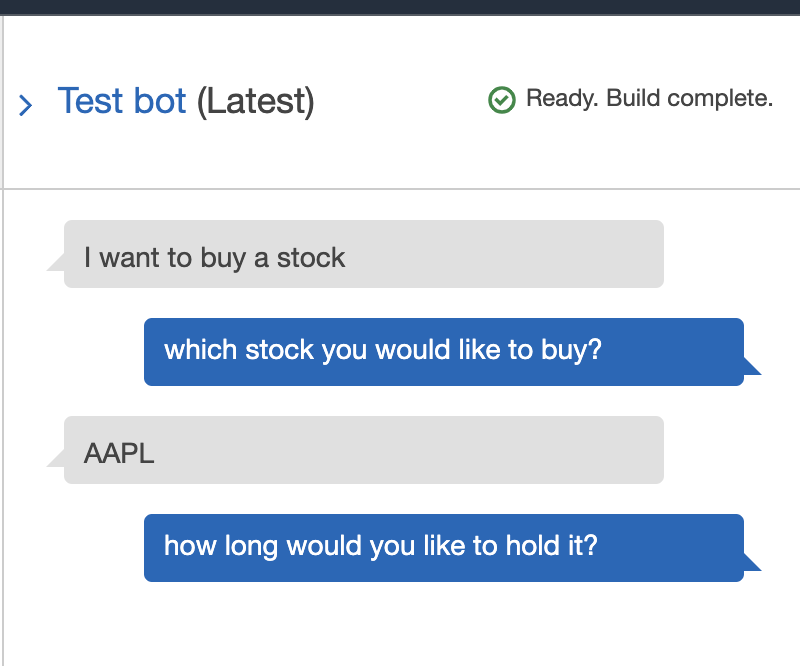 Test bot (Latest)
Ready. Build complete.
I want to buy a stock
which stock you would like to buy?
AAPL
how long would you like to hold it?